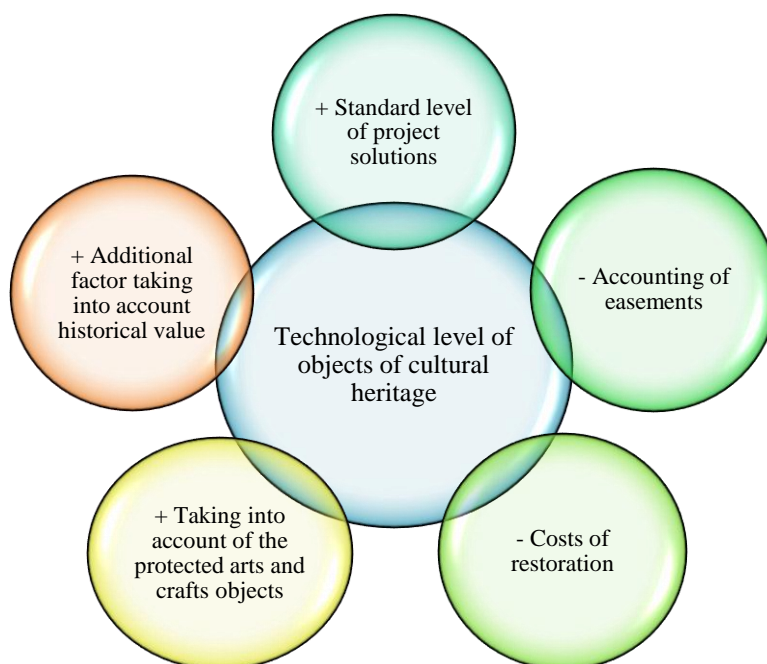 + Standard level
of project
solutions
+ Additional
factor taking
into account
historical value
- Accounting of
easements
Technological level of
objects of cultural
heritage
+ Taking into
account of the
protected arts and
crafts objects
- Costs of
restoration